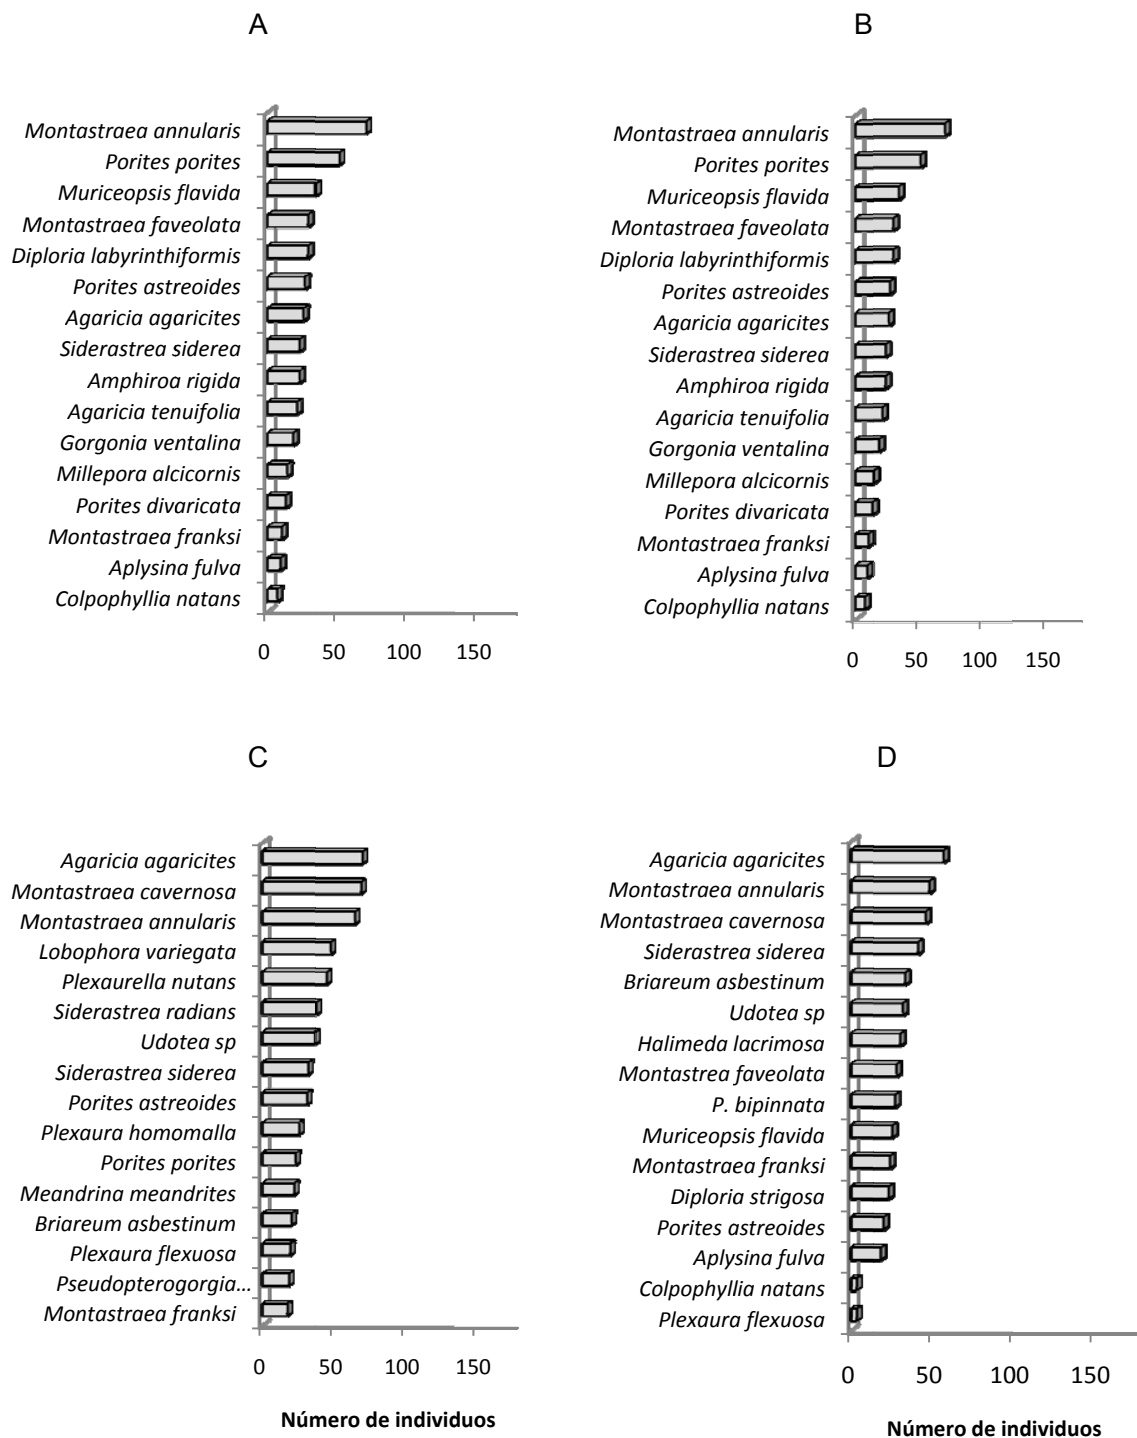 A
Montastraea annularis
Porites porites
Muriceopsis flavida
Montastraea faveolata
Diploria labyrinthiformis
Porites astreoides
Agaricia agaricites
Siderastrea siderea
Amphiroa rigida
Agaricia tenuifolia
Gorgonia ventalina
Millepora alcicornis
Porites divaricata
Montastraea franksi
Aplysina fulva
Colpophyllia natans
0 50 100 150
B
Montastraea annularis
Porites porites
Muriceopsis flavida
Montastraea faveolata
Diploria labyrinthiformis
Porites astreoides
Agaricia agaricites
Siderastrea siderea
Amphiroa rigida
Agaricia tenuifolia
Gorgonia ventalina
Millepora alcicornis
Porites divaricata
Montastraea franksi
Aplysina fulva
Colpophyllia natans
0 50 100 150
C
Agaricia agaricites
Montastraea cavernosa
Montastraea annularis
Lobophora variegata
Plexaurella nutans
Siderastrea radians
Udotea sp
Siderastrea siderea
Porites astreoides
Plexaura homomalla
Porites porites
Meandrina meandrites
Briareum asbestinum
Plexaura flexuosa
Pseudopterogorgia...
Montastraea franksi
0 50 100 150
Número de individuos
D
Agaricia agaricites
Montastraea annularis
Montastraea cavernosa
Siderastrea siderea
Briareum asbestinum
Udotea sp
Halimeda lacrimosa
Montastrea faveolata
P. bipinnata
Muriceopsis flavida
Montastraea franksi
Diploria strigosa
Porites astreoides
Aplysina fulva
Colpophyllia natans
Plexaura flexuosa
0 50 100 150
Número de individuos